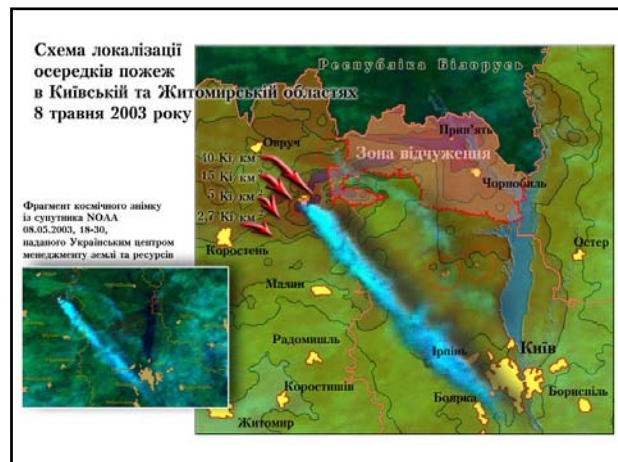 Схема локалізації
осередків пожеж
в Київській та Житомирській областях
8 травня 2003 року
Республіка Білорусь
Прип'ять
Овруч
Зона відчуження
40 Кі/км²
15 Кі/км²
5 Кі/км²
2,7 Кі/км²
Чорнобиль
Фрагмент космічного знімку
із супутника NOAA
08.05.2003, 18-30,
наданого Українським центром
менеджменту землі та ресурсів
Коростень
Остер
Малин
Радомишль
Ірпінь
Київ
Коростишів
Боярка
Бориспіль
Житомир